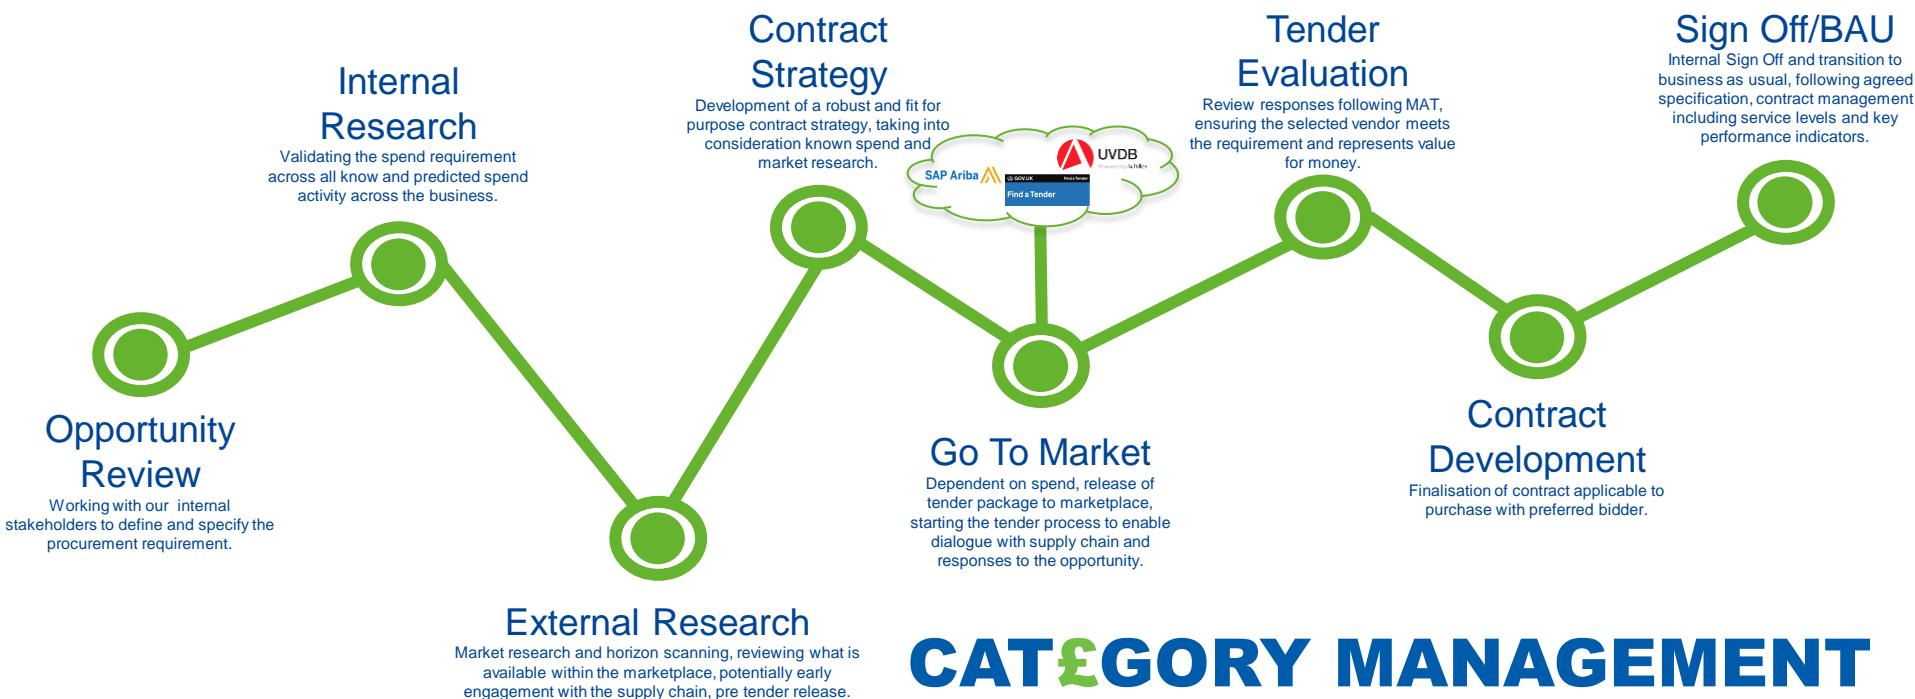 Opportunity
Review
Working with our internal
stakeholders to define and specify the
procurement requirement.
Internal
Research
Validating the spend requirement
across all know and predicted spend
activity across the business.
External Research
Market research and horizon scanning, reviewing what is
available within the marketplace, potentially early
engagement with the supply chain, pre tender release.
Contract
Strategy
Development of a robust and fit for
purpose contract strategy, taking into
consideration known spend and
market research.
SAP Ariba
UVDB
Powered by Achilles
GOV.UK Find a Tender
Find a Tender
Go To Market
Dependent on spend, release of
tender package to marketplace,
starting the tender process to enable
dialogue with supply chain and
responses to the opportunity.
Tender
Evaluation
Review responses following MAT,
ensuring the selected vendor meets
the requirement and represents value
for money.
Contract
Development
Finalisation of contract applicable to
purchase with preferred bidder.
Sign Off/BAU
Internal Sign Off and transition to
business as usual, following agreed
specification, contract management
including service levels and key
performance indicators.
CAT£GORY MANAGEMENT